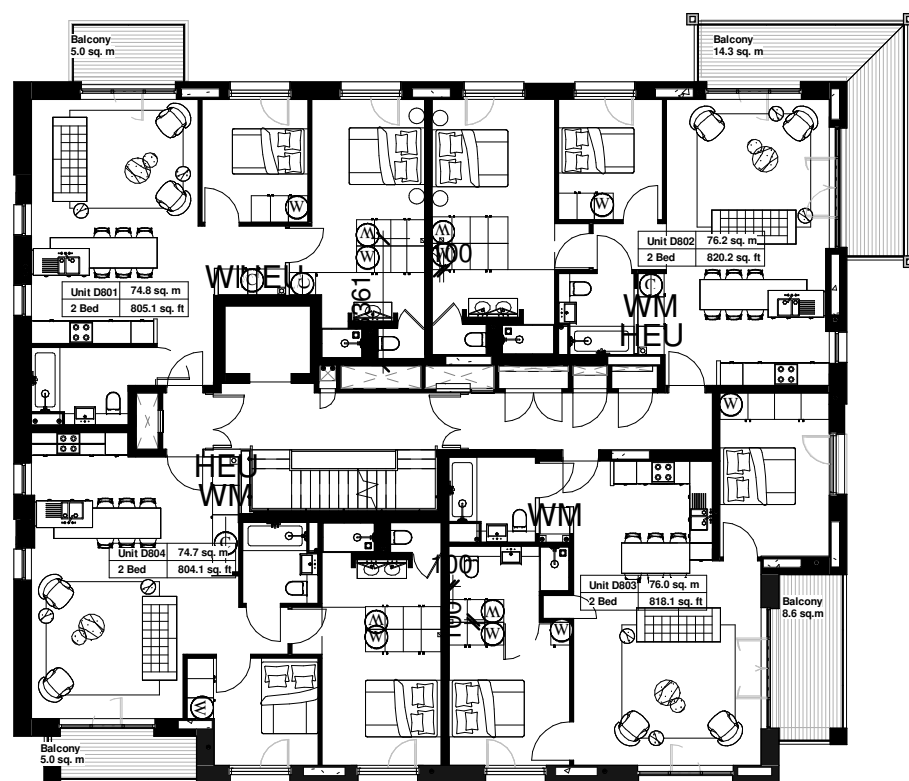 Balcony
5.0 sq. m
Balcony
14.3 sq. m
W
W
W
W
W
W
100
Unit D802 76.2 sq. m
2 Bed 820.2 sq. ft
361
C
C
C
Unit D801 74.8 sq. m
2 Bed 805.1 sq. ft
WM
HEU
W
HEU
WM
WM
Unit D804 74.7 sq. m
2 Bed 804.1 sq. ft
C
100
Unit D803 76.0 sq. m
2 Bed 818.1 sq. ft
100
W
W
W
W
W
W
Balcony
8.6 sq.m
Balcony
5.0 sq. m